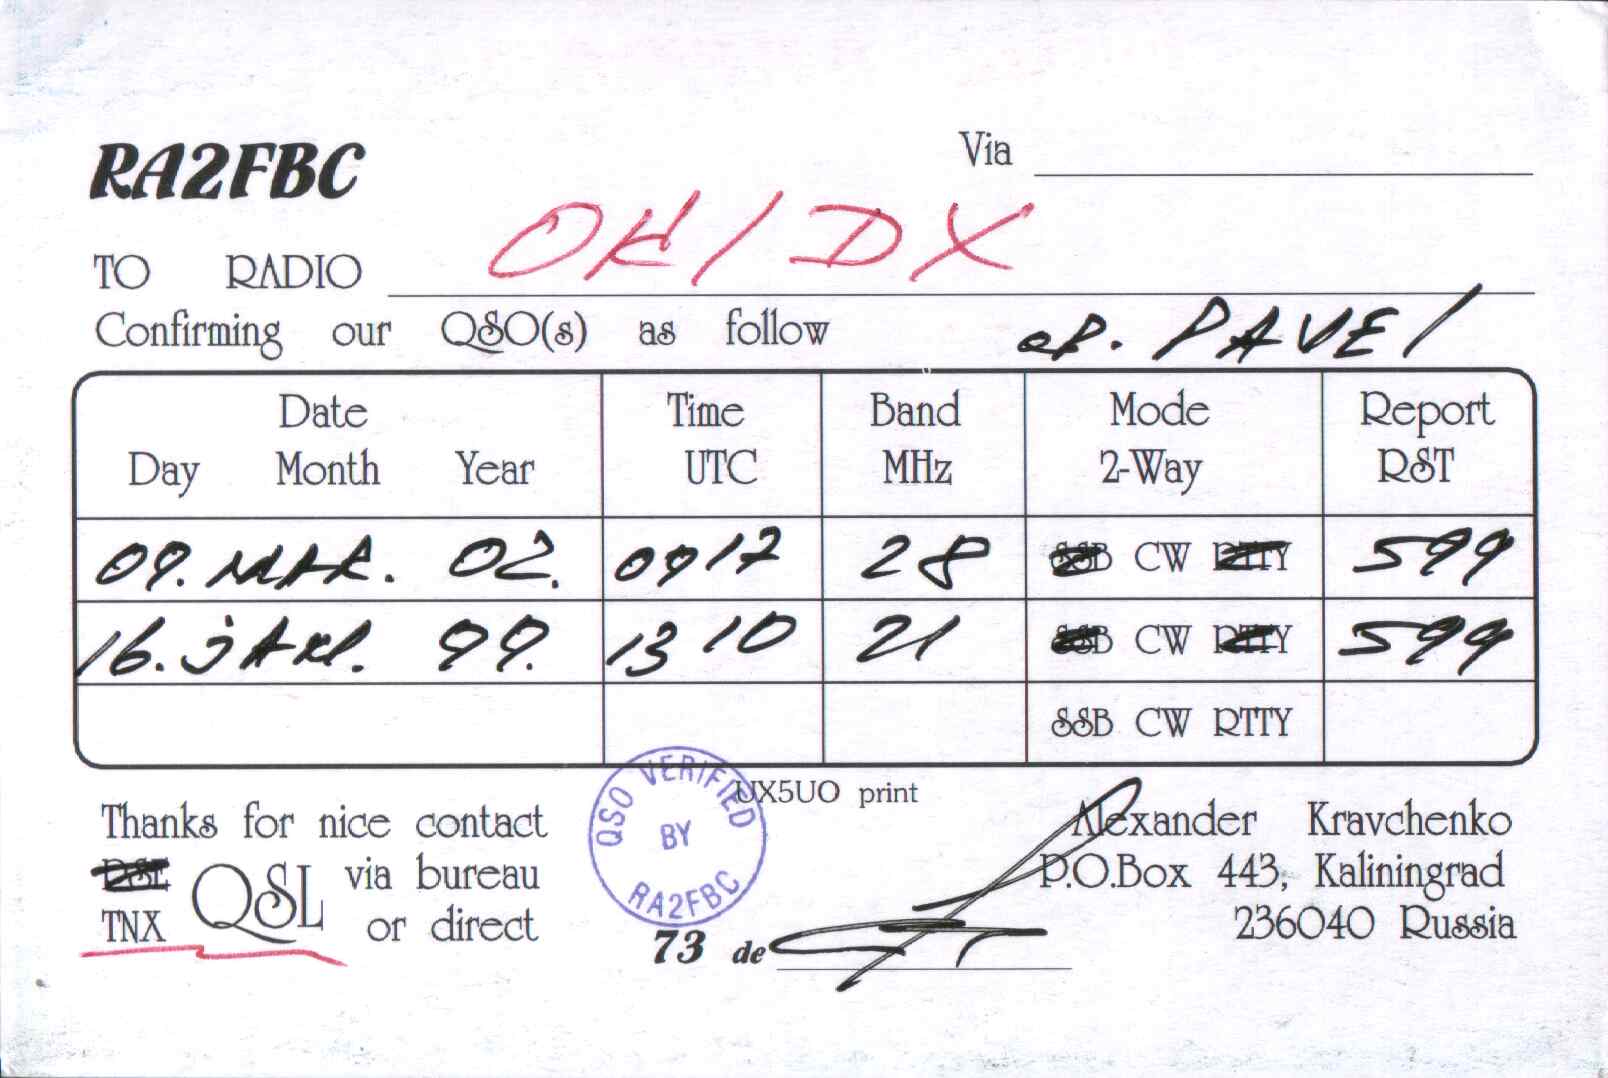 RA2FBC
Via
TO RADIO OK1DX
Confirming our QSO(s) as follow op. PAVEL
Date Time Band Mode Report
Day Month Year UTC MHz 2-Way RST
09. MAR. 02. 0917 28 SSB CW RTTY 599
16. JAN. 99. 1310 21 SSB CW RTTY 599
SSB CW RTTY
UX5UO print
Thanks for nice contact
PSE QSL via bureau
TNX or direct
QSO VERIFIED
BY
RA2FBC
73 de
Alexander Kravchenko
P.O.Box 443, Kaliningrad
236040 Russia